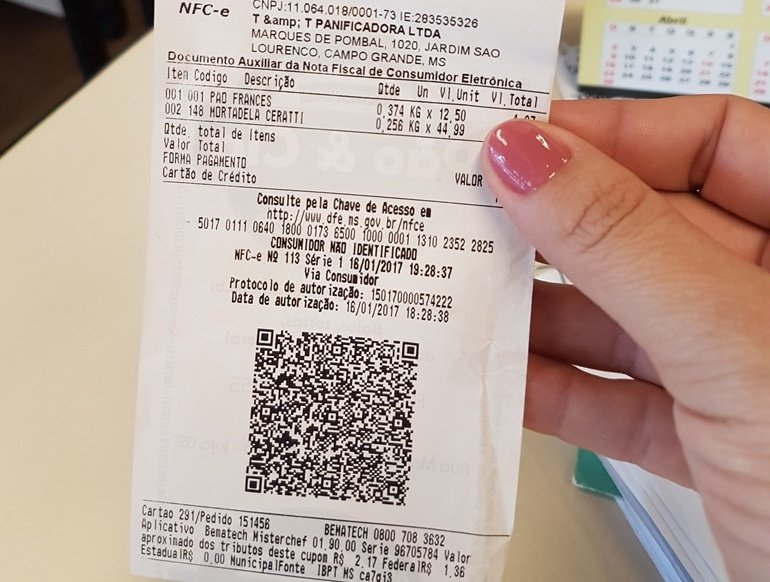 NFC-e
CNPJ:11.064.018/0001-73 IE:283535326
T &amp; T PANIFICADORA LTDA
MARQUES DE POMBAL, 1020, JARDIM SAO
LOURENCO, CAMPO GRANDE, MS
Documento Auxiliar da Nota Fiscal de Consumidor Eletrônica
Item Codigo Descrição Qtde Un Vl.Unit Vl.Total
001 001 PAO FRANCES 0,374 KG x 12,50
002 148 MORTADELA CERATTI 0,256 KG x 44,99
Qtde. total de Itens
Valor Total
FORMA PAGAMENTO VALOR
Cartão de Crédito
Consulte pela Chave de Acesso em
http://www.dfe.ms.gov.br/nfce
5017 0111 0640 1800 0173 6500 1000 0001 1310 2352 2825
CONSUMIDOR NÃO IDENTIFICADO
NFC-e Nº 113 Série 1 16/01/2017 19:28:37
Via Consumidor
Protocolo de autorização: 150170000574222
Data de autorização: 16/01/2017 18:28:38
Cartao 291/Pedido 151456 BEMATECH 0800 708 3632
Aplicativo Bematech Misterchef 01.90.00 Serie 96705784 Valor
aproximado dos tributos deste cupom R$ 2.17 FederalR$ 1.36
EstadualR$ 0.00 MunicipalFonte IBPT MS ca7gi3
Abril